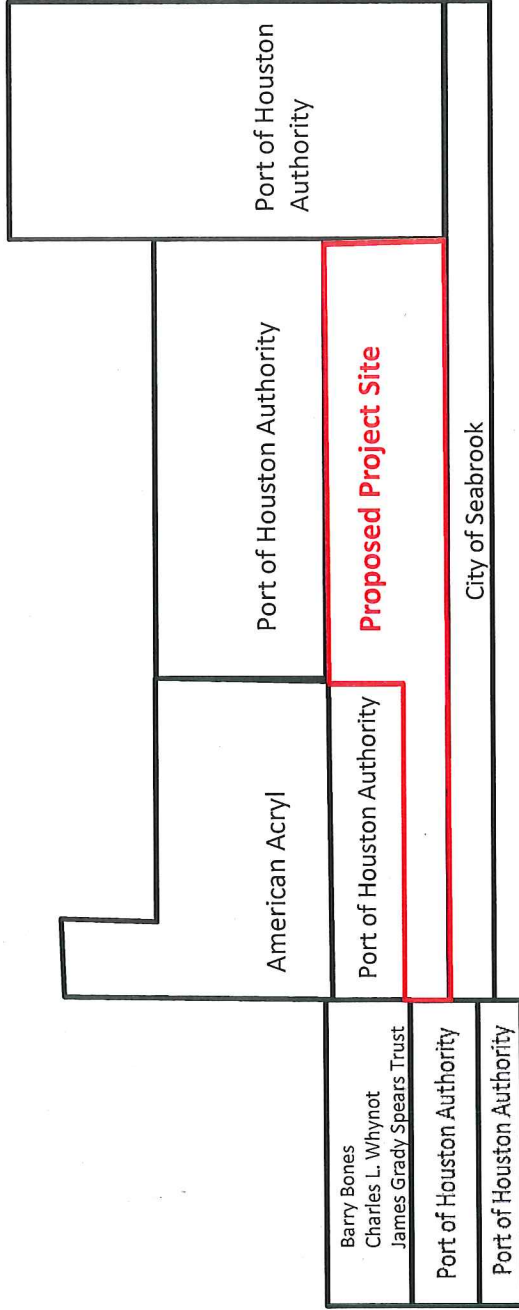 Port of Houston
Authority
Port of Houston Authority
Proposed Project Site
City of Seabrook
American Acryl
Port of Houston Authority
Barry Bones
Charles L. Whynot
James Grady Spears Trust
Port of Houston Authority
Port of Houston Authority